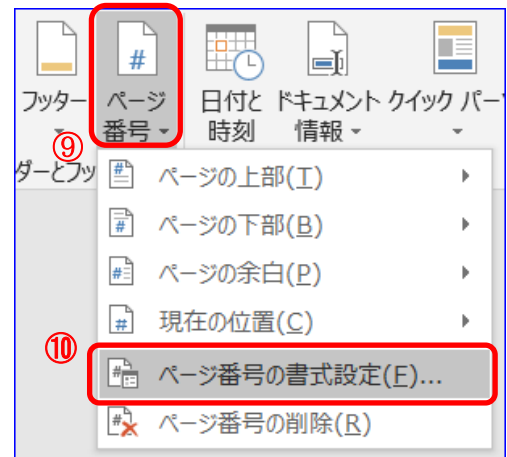 フッター ページ 日付と ドキュメント クイック パー
番号 時刻 情報
⑨
ダーとフッ
ページの上部(T)
ページの下部(B)
ページの余白(P)
現在の位置(C)
⑩
ページ番号の書式設定(F)...
ページ番号の削除(R)